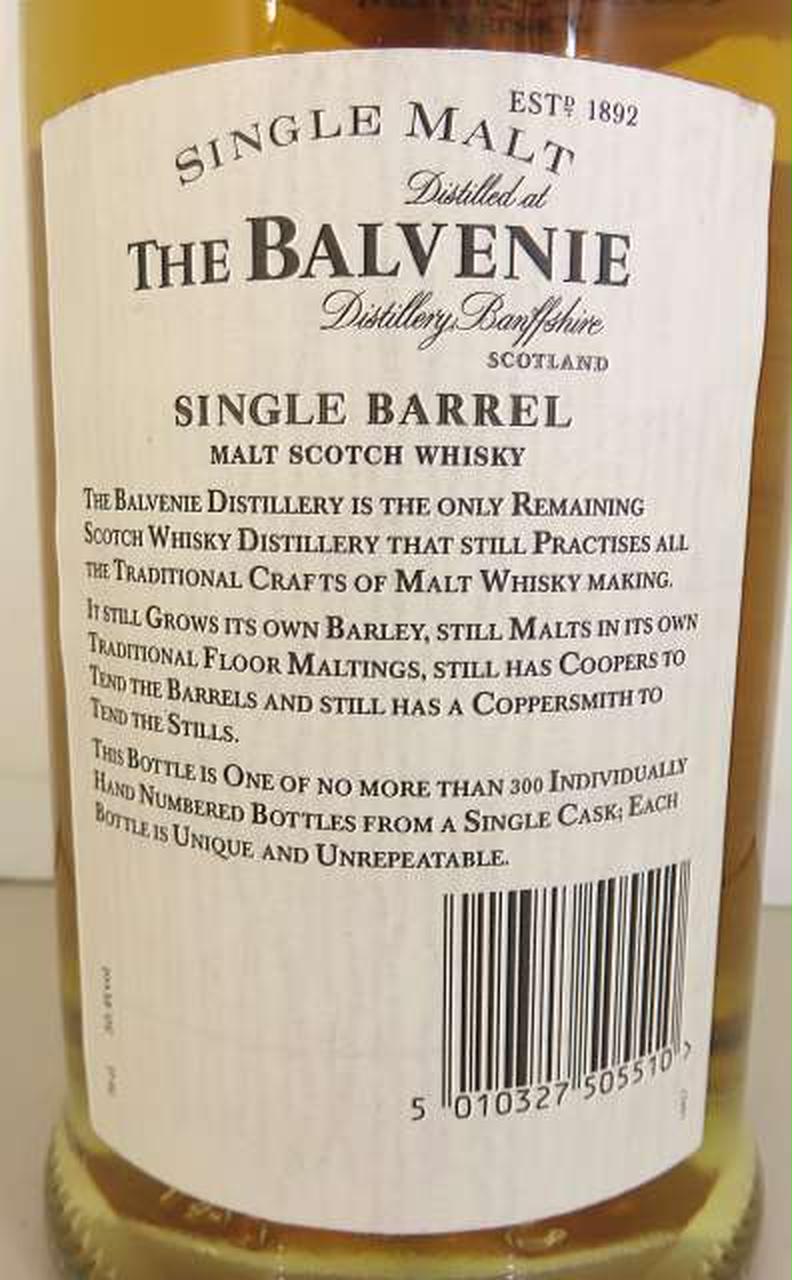 ESTD 1892
SINGLE MALT
Distilled at
THE BALVENIE
Distillery, Banffshire
SCOTLAND
SINGLE BARREL
MALT SCOTCH WHISKY
THE BALVENIE DISTILLERY IS THE ONLY REMAINING
SCOTCH WHISKY DISTILLERY THAT STILL PRACTISES ALL
THE TRADITIONAL CRAFTS OF MALT WHISKY MAKING.
IT STILL GROWS ITS OWN BARLEY, STILL MALTS IN ITS OWN
TRADITIONAL FLOOR MALTINGS, STILL HAS COOPERS TO
TEND THE BARRELS AND STILL HAS A COPPERSMITH TO
TEND THE STILLS.
THIS BOTTLE IS ONE OF NO MORE THAN 300 INDIVIDUALLY
HAND NUMBERED BOTTLES FROM A SINGLE CASK; EACH
BOTTLE IS UNIQUE AND UNREPEATABLE.
5 010327 505510 >